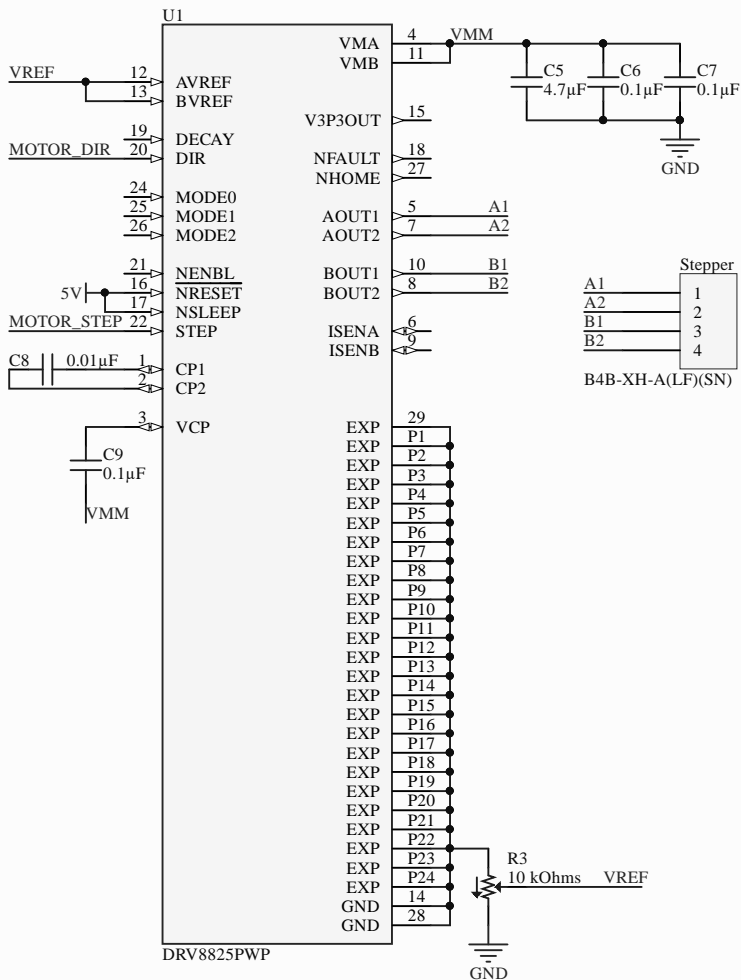 U1
VREF 12 AVREF VMA 4 VMM
13 BVREF VMB 11
C5 4.7µF
C6 0.1µF
C7 0.1µF
GND
V3P3OUT 15
19 DECAY
MOTOR_DIR 20 DIR
NFAULT 18
NHOME 27
24 MODE0
25 MODE1
26 MODE2
AOUT1 5 A1
AOUT2 7 A2
21 NENBL
5V 16 NRESET
17 NSLEEP
MOTOR_STEP 22 STEP
BOUT1 10 B1
BOUT2 8 B2
ISENA 6
ISENB 9
Stepper
A1 1
A2 2
B1 3
B2 4
B4B-XH-A(LF)(SN)
C8 0.01µF 1 CP1
2 CP2
3 VCP
C9
0.1µF
VMM
EXP 29
EXP P1
EXP P2
EXP P3
EXP P4
EXP P5
EXP P6
EXP P7
EXP P8
EXP P9
EXP P10
EXP P11
EXP P12
EXP P13
EXP P14
EXP P15
EXP P16
EXP P17
EXP P18
EXP P19
EXP P20
EXP P21
EXP P22
EXP P23
EXP P24
GND 14
GND 28
R3
10 kOhms VREF
GND
DRV8825PWP